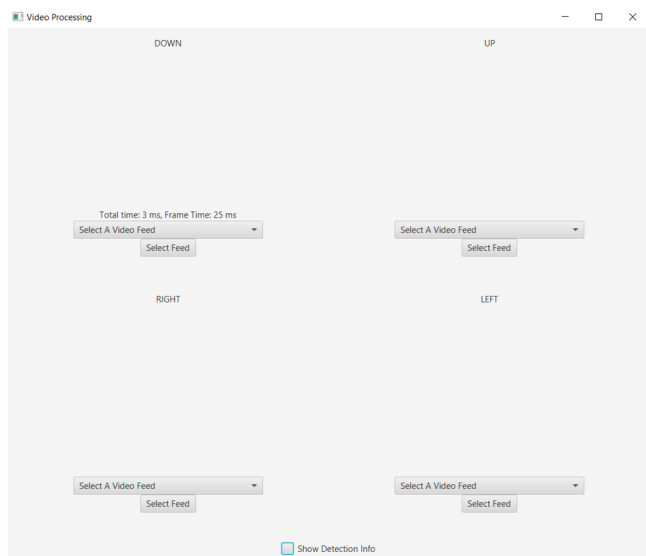 Video Processing
DOWN
UP
Total time: 3 ms, Frame Time: 25 ms
Select A Video Feed
Select A Video Feed
Select Feed
Select Feed
RIGHT
LEFT
Select A Video Feed
Select A Video Feed
Select Feed
Select Feed
Show Detection Info